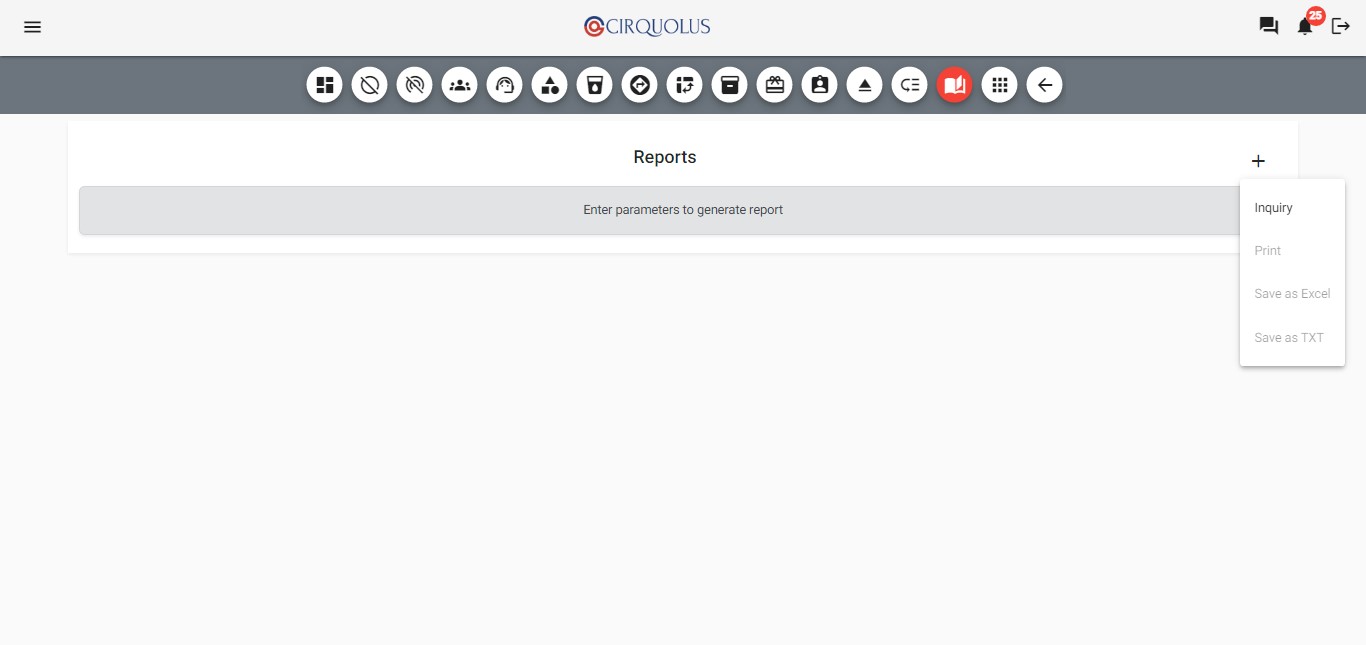 CIRQUOLUS
25
Reports
Enter parameters to generate report
Inquiry
Print
Save as Excel
Save as TXT